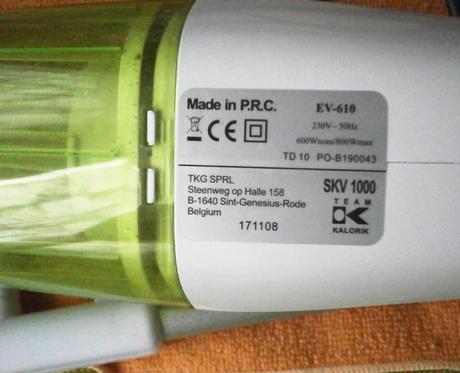 Made in P.R.C.
EV-610
230V~ 50Hz
600Wnom/800Wmax
CE
TD 10 PO-B190043
TKG SPRL
Steenweg op Halle 158
B-1640 Sint-Genesius-Rode
Belgium
171108
SKV 1000
TEAM
K
KALORIK